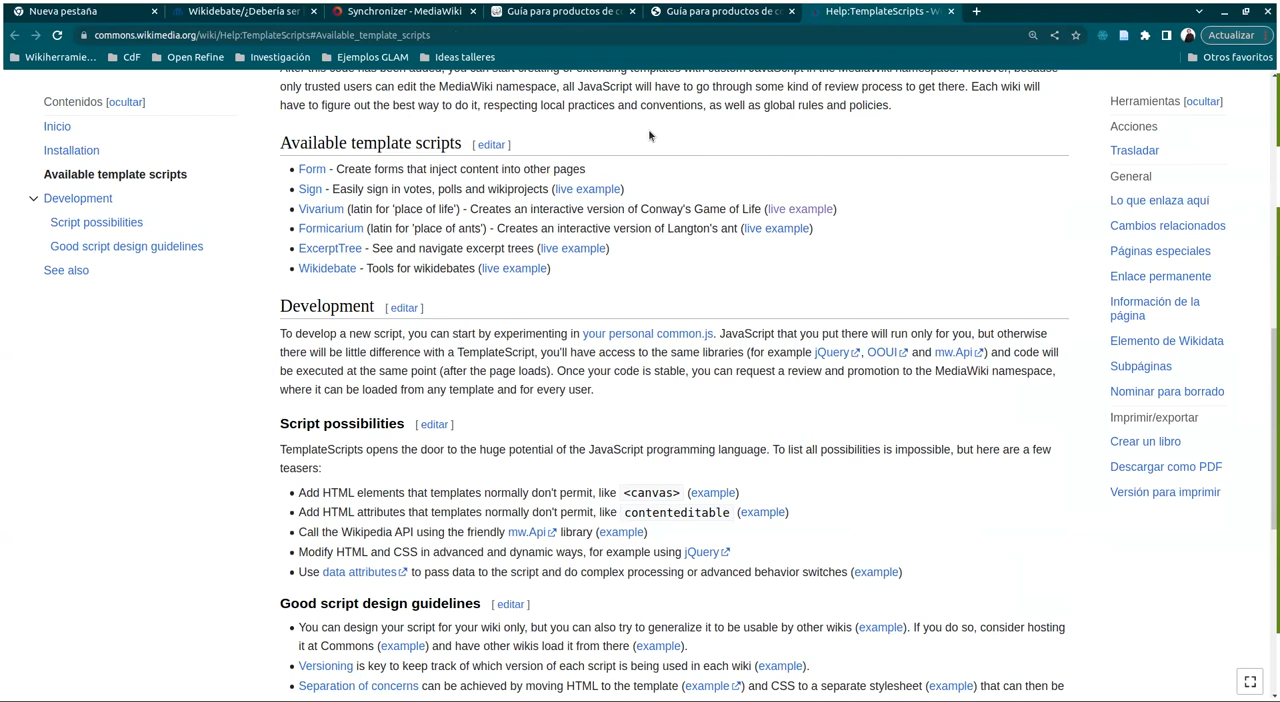 Nueva pestaña
Wikidebate/¿Debería ser
Synchronizer - MediaWiki
Guía para productos de c
Guía para productos de c
Help:TemplateScripts - W
commons.wikimedia.org/wiki/Help:TemplateScripts#Available_template_scripts
Actualizar
Wikiherramie…
CdF
Open Refine
Investigación
Ejemplos GLAM
Ideas talleres
Otros favoritos
only trusted users can edit the MediaWiki namespace, all JavaScript will have to go through some kind of review process to get there. Each wiki will
have to figure out the best way to do it, respecting local practices and conventions, as well as global rules and policies.
Contenidos [ocultar]
Inicio
Installation
Available template scripts
Development
Script possibilities
Good script design guidelines
See also
Available template scripts [ editar ]
• Form - Create forms that inject content into other pages
• Sign - Easily sign in votes, polls and wikiprojects (live example)
• Vivarium (latin for 'place of life') - Creates an interactive version of Conway's Game of Life (live example)
• Formicarium (latin for 'place of ants') - Creates an interactive version of Langton's ant (live example)
• ExcerptTree - See and navigate excerpt trees (live example)
• Wikidebate - Tools for wikidebates (live example)
Development [ editar ]
To develop a new script, you can start by experimenting in your personal common.js. JavaScript that you put there will run only for you, but otherwise
there will be little difference with a TemplateScript, you'll have access to the same libraries (for example jQuery, OOUI and mw.Api) and code will
be executed at the same point (after the page loads). Once your code is stable, you can request a review and promotion to the MediaWiki namespace,
where it can be loaded from any template and for every user.
Script possibilities [ editar ]
TemplateScripts opens the door to the huge potential of the JavaScript programming language. To list all possibilities is impossible, but here are a few
teasers:
• Add HTML elements that templates normally don't permit, like <canvas> (example)
• Add HTML attributes that templates normally don't permit, like contenteditable (example)
• Call the Wikipedia API using the friendly mw.Api library (example)
• Modify HTML and CSS in advanced and dynamic ways, for example using jQuery
• Use data attributes to pass data to the script and do complex processing or advanced behavior switches (example)
Good script design guidelines [ editar ]
• You can design your script for your wiki only, but you can also try to generalize it to be usable by other wikis (example). If you do so, consider hosting
it at Commons (example) and have other wikis load it from there (example).
• Versioning is key to keep track of which version of each script is being used in each wiki (example).
• Separation of concerns can be achieved by moving HTML to the template (example) and CSS to a separate stylesheet (example) that can then be
Herramientas [ocultar]
Acciones
Trasladar
General
Lo que enlaza aquí
Cambios relacionados
Páginas especiales
Enlace permanente
Información de la
página
Elemento de Wikidata
Subpáginas
Nominar para borrado
Imprimir/exportar
Crear un libro
Descargar como PDF
Versión para imprimir